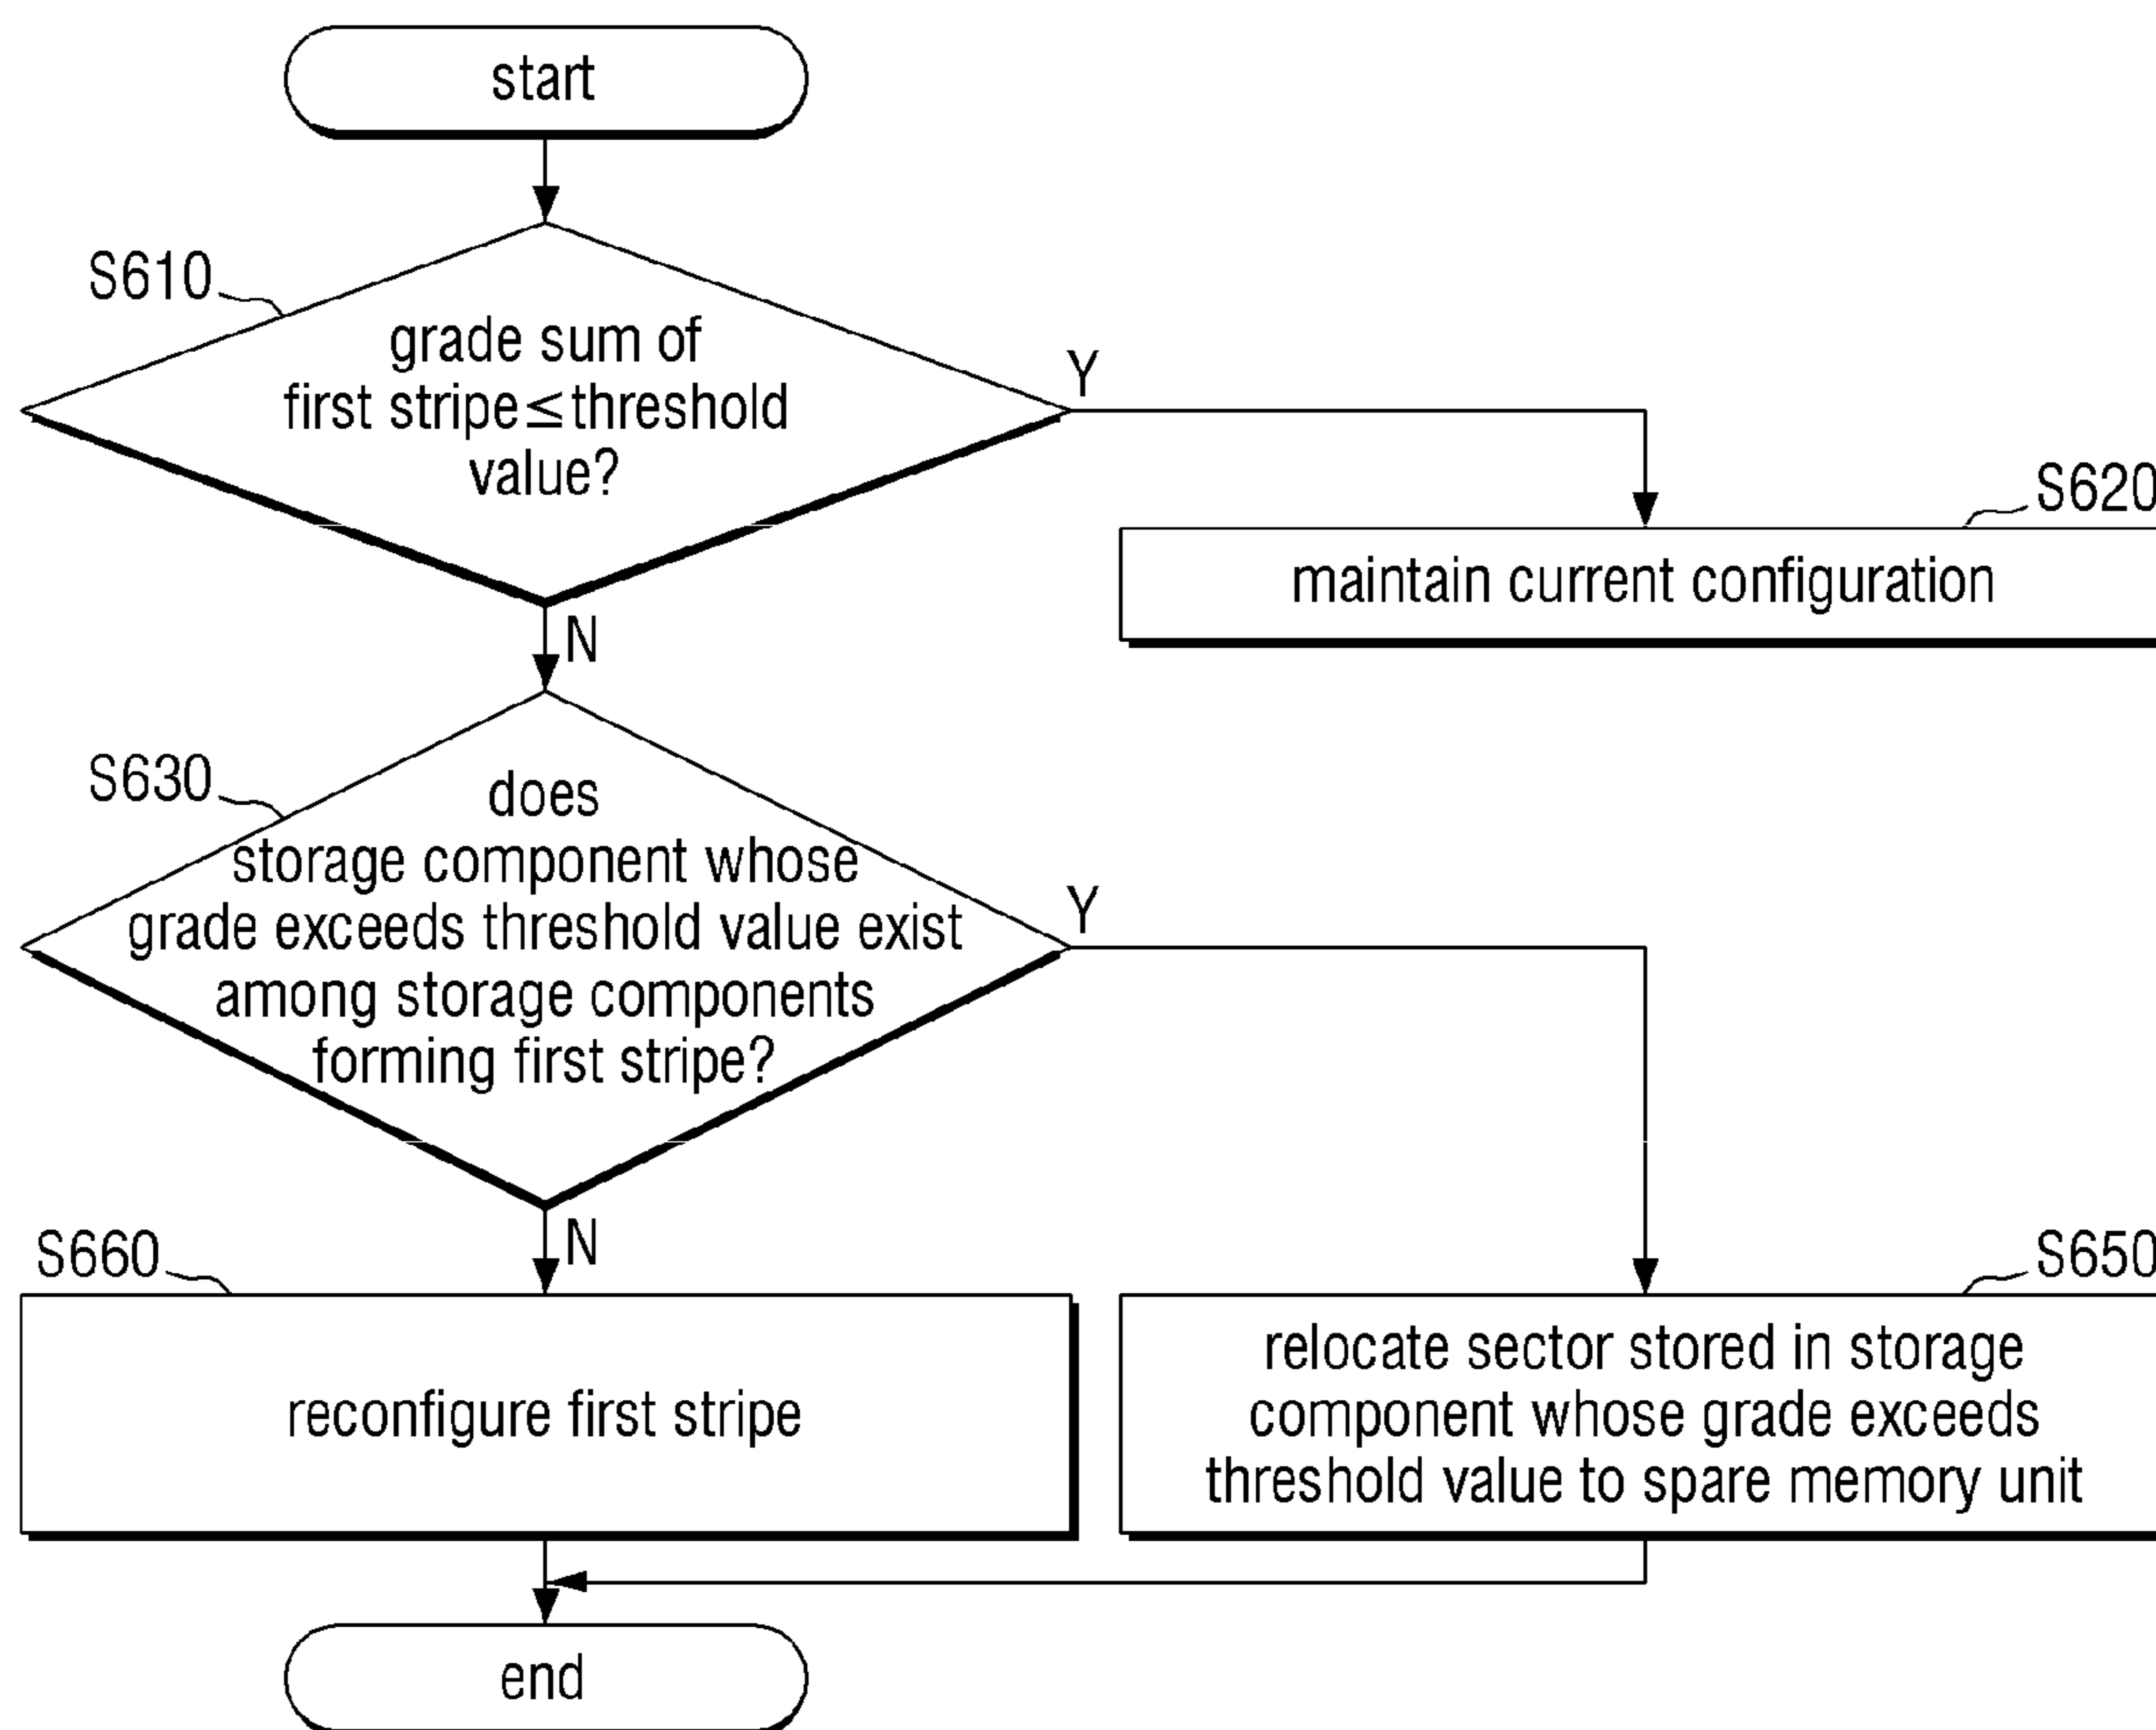 start
S610
grade sum of
first stripe≤threshold
value?
Y
S620
maintain current configuration
N
S630
does
storage component whose
grade exceeds threshold value exist
among storage components
forming first stripe?
Y
N
S660
reconfigure first stripe
S650
relocate sector stored in storage
component whose grade exceeds
threshold value to spare memory unit
end